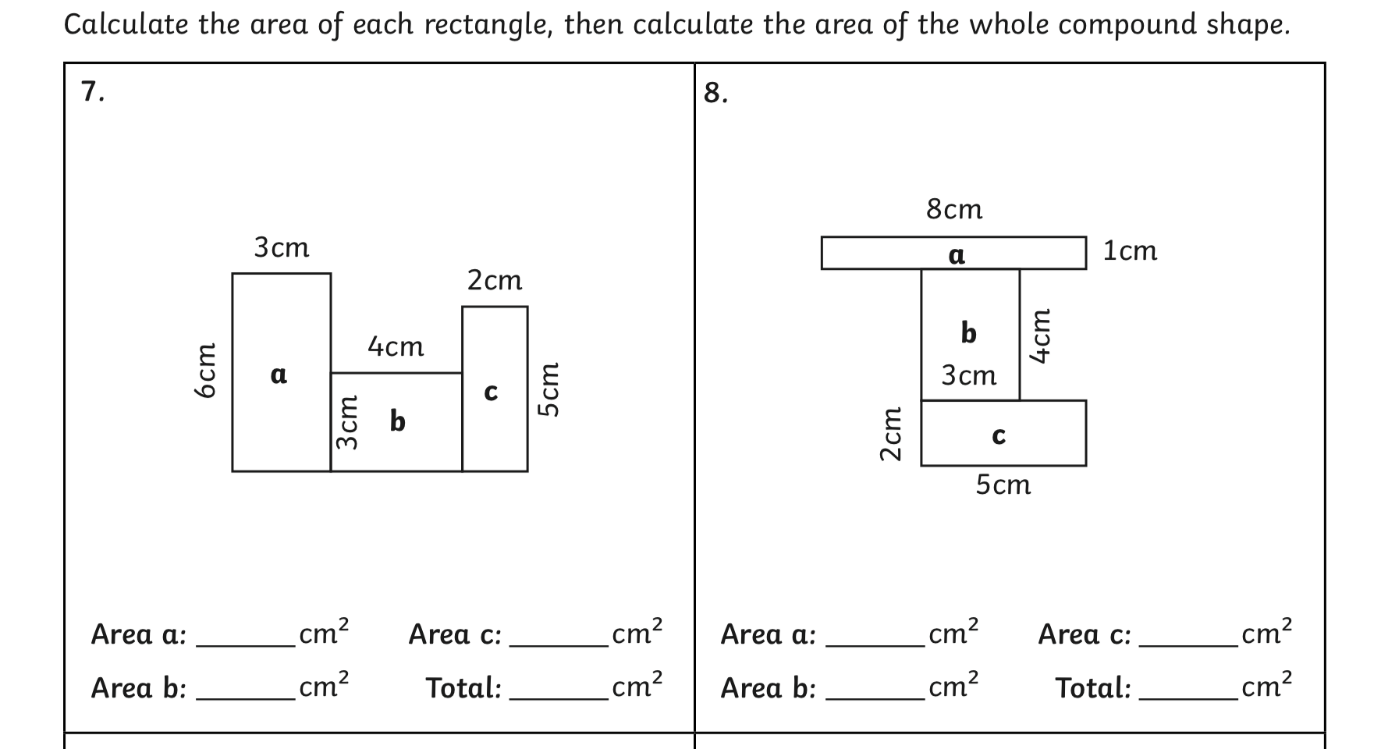 Calculate the area of each rectangle, then calculate the area of the whole compound shape.
7.
3cm
2cm
4cm
6cm
a
3cm
b
c
5cm
Area a: ______cm²
Area c: ______cm²
Area b: ______cm²
Total: ______cm²
8.
8cm
a
1cm
b
4cm
3cm
2cm
c
5cm
Area a: ______cm²
Area c: ______cm²
Area b: ______cm²
Total: ______cm²